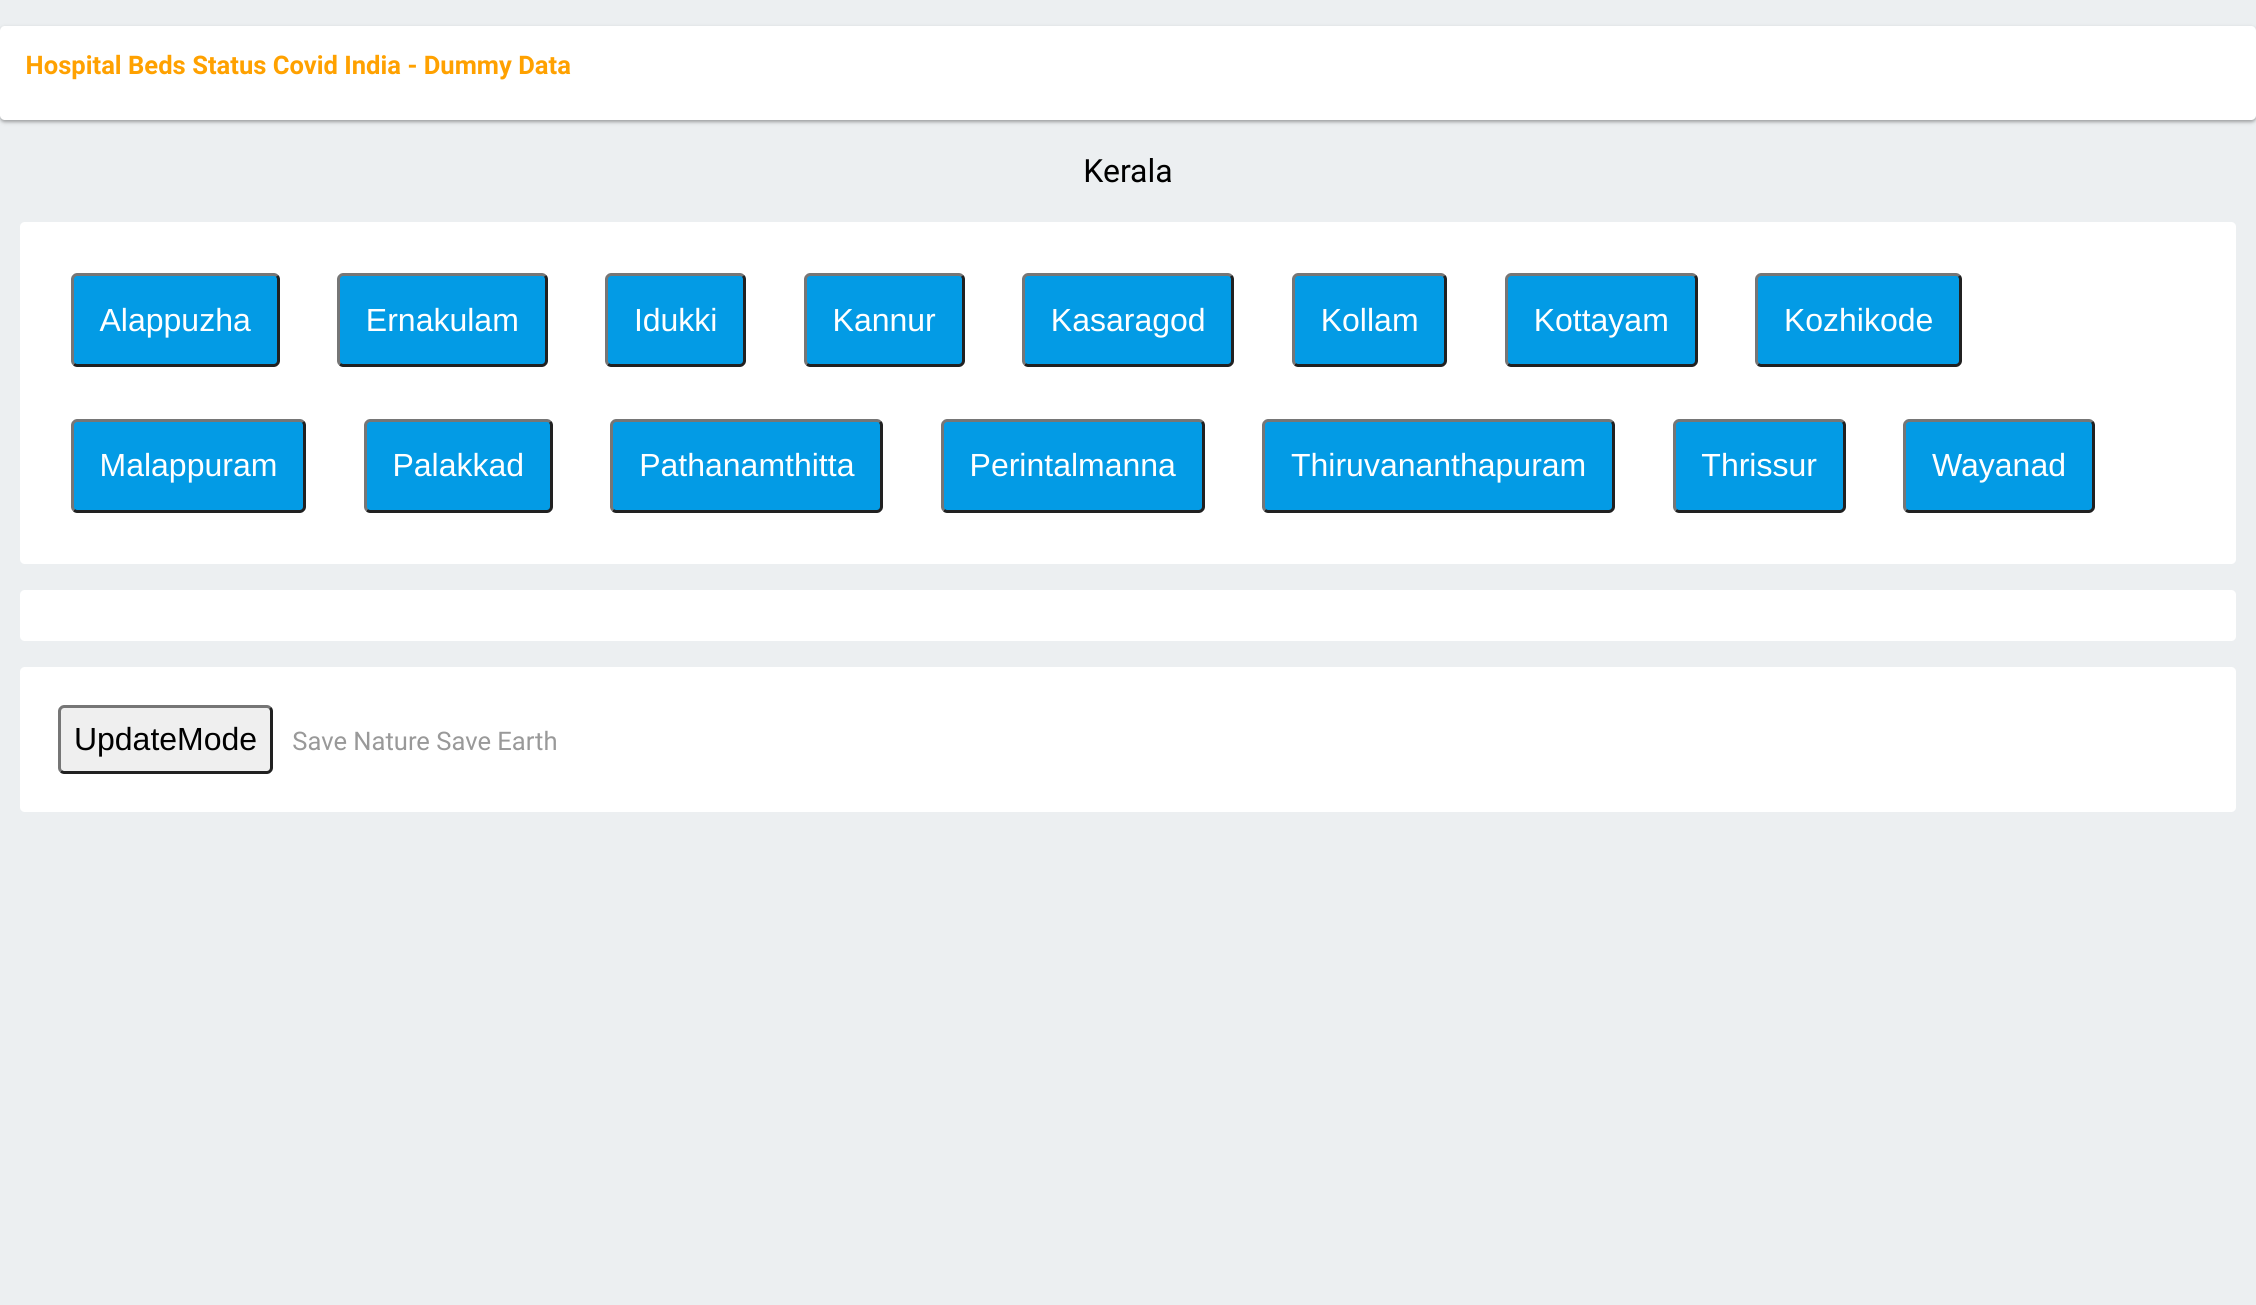 Hospital Beds Status Covid India - Dummy Data
Kerala
Alappuzha Ernakulam Idukki Kannur Kasaragod Kollam Kottayam Kozhikode
Malappuram Palakkad Pathanamthitta Perintalmanna Thiruvananthapuram Thrissur Wayanad
UpdateMode Save Nature Save Earth